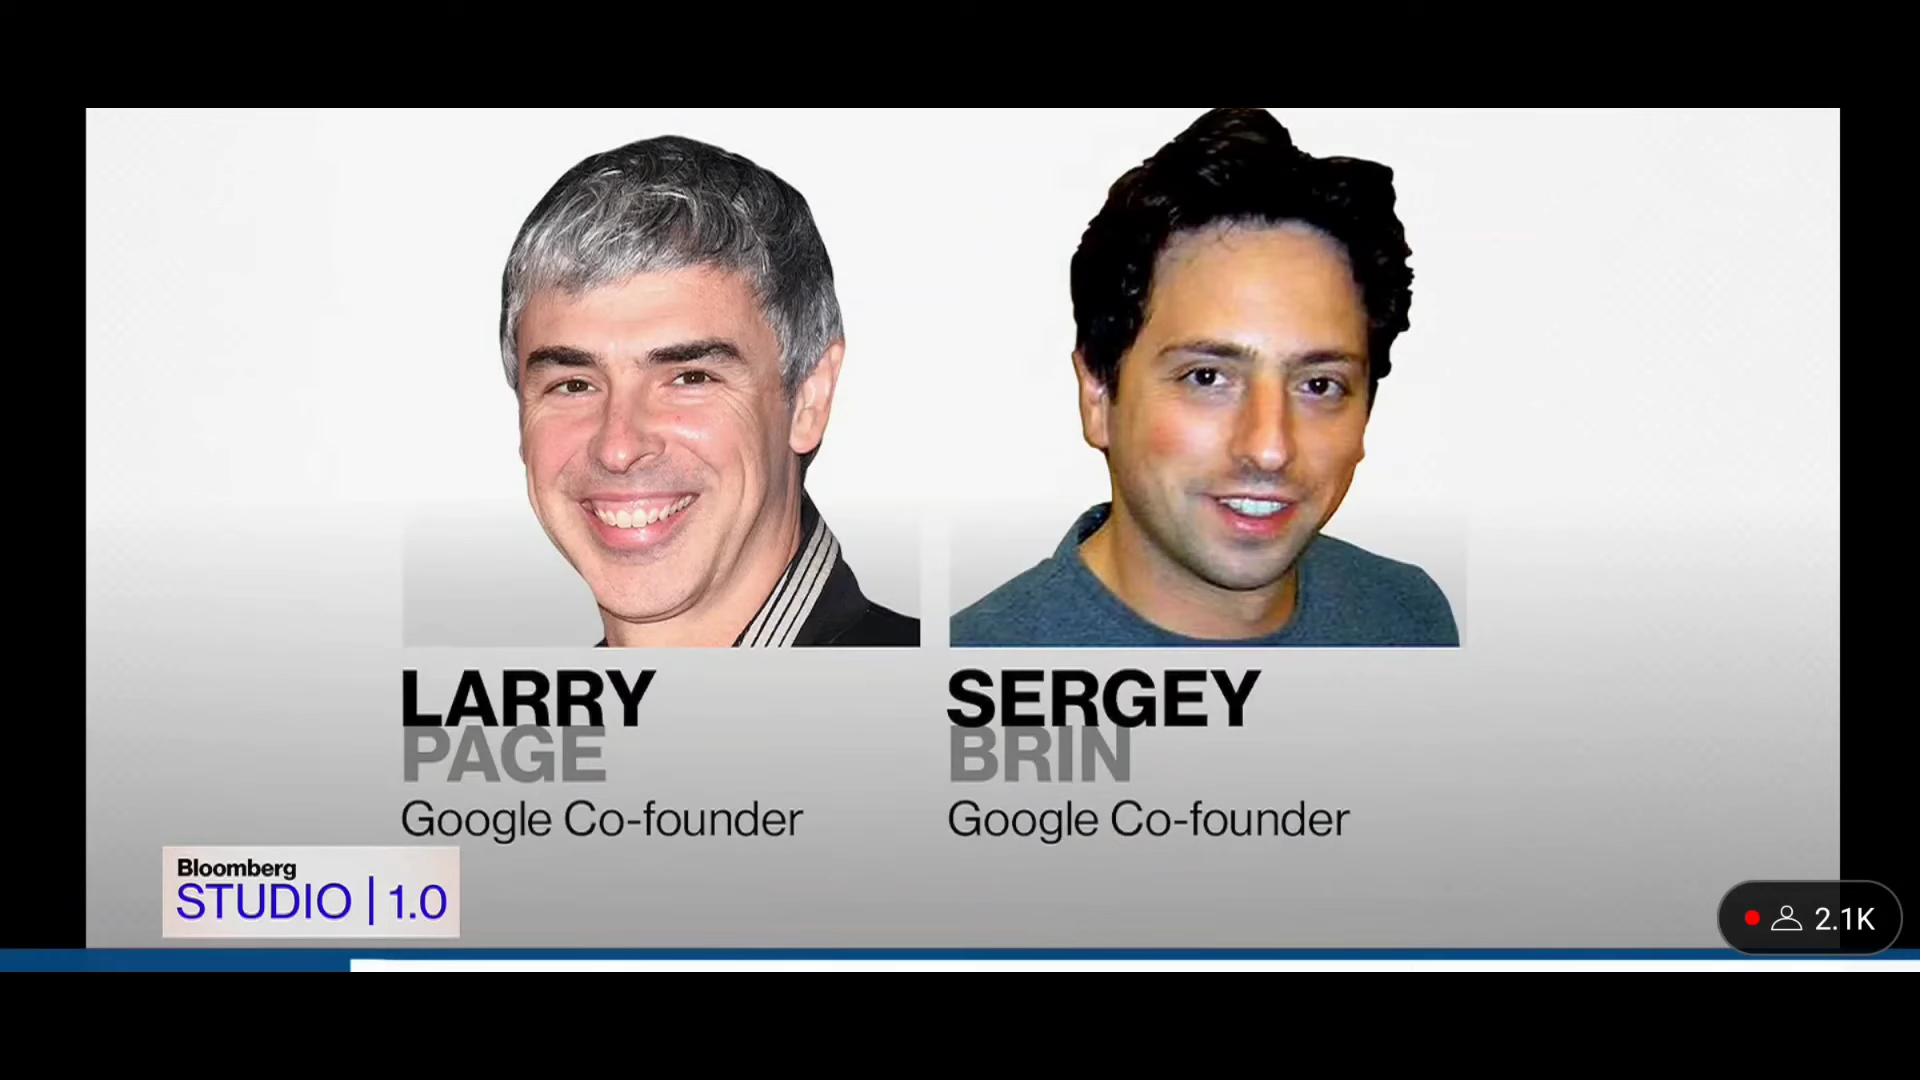 LARRY
PAGE
Google Co-founder
SERGEY
BRIN
Google Co-founder
Bloomberg
STUDIO | 1.0
2.1K